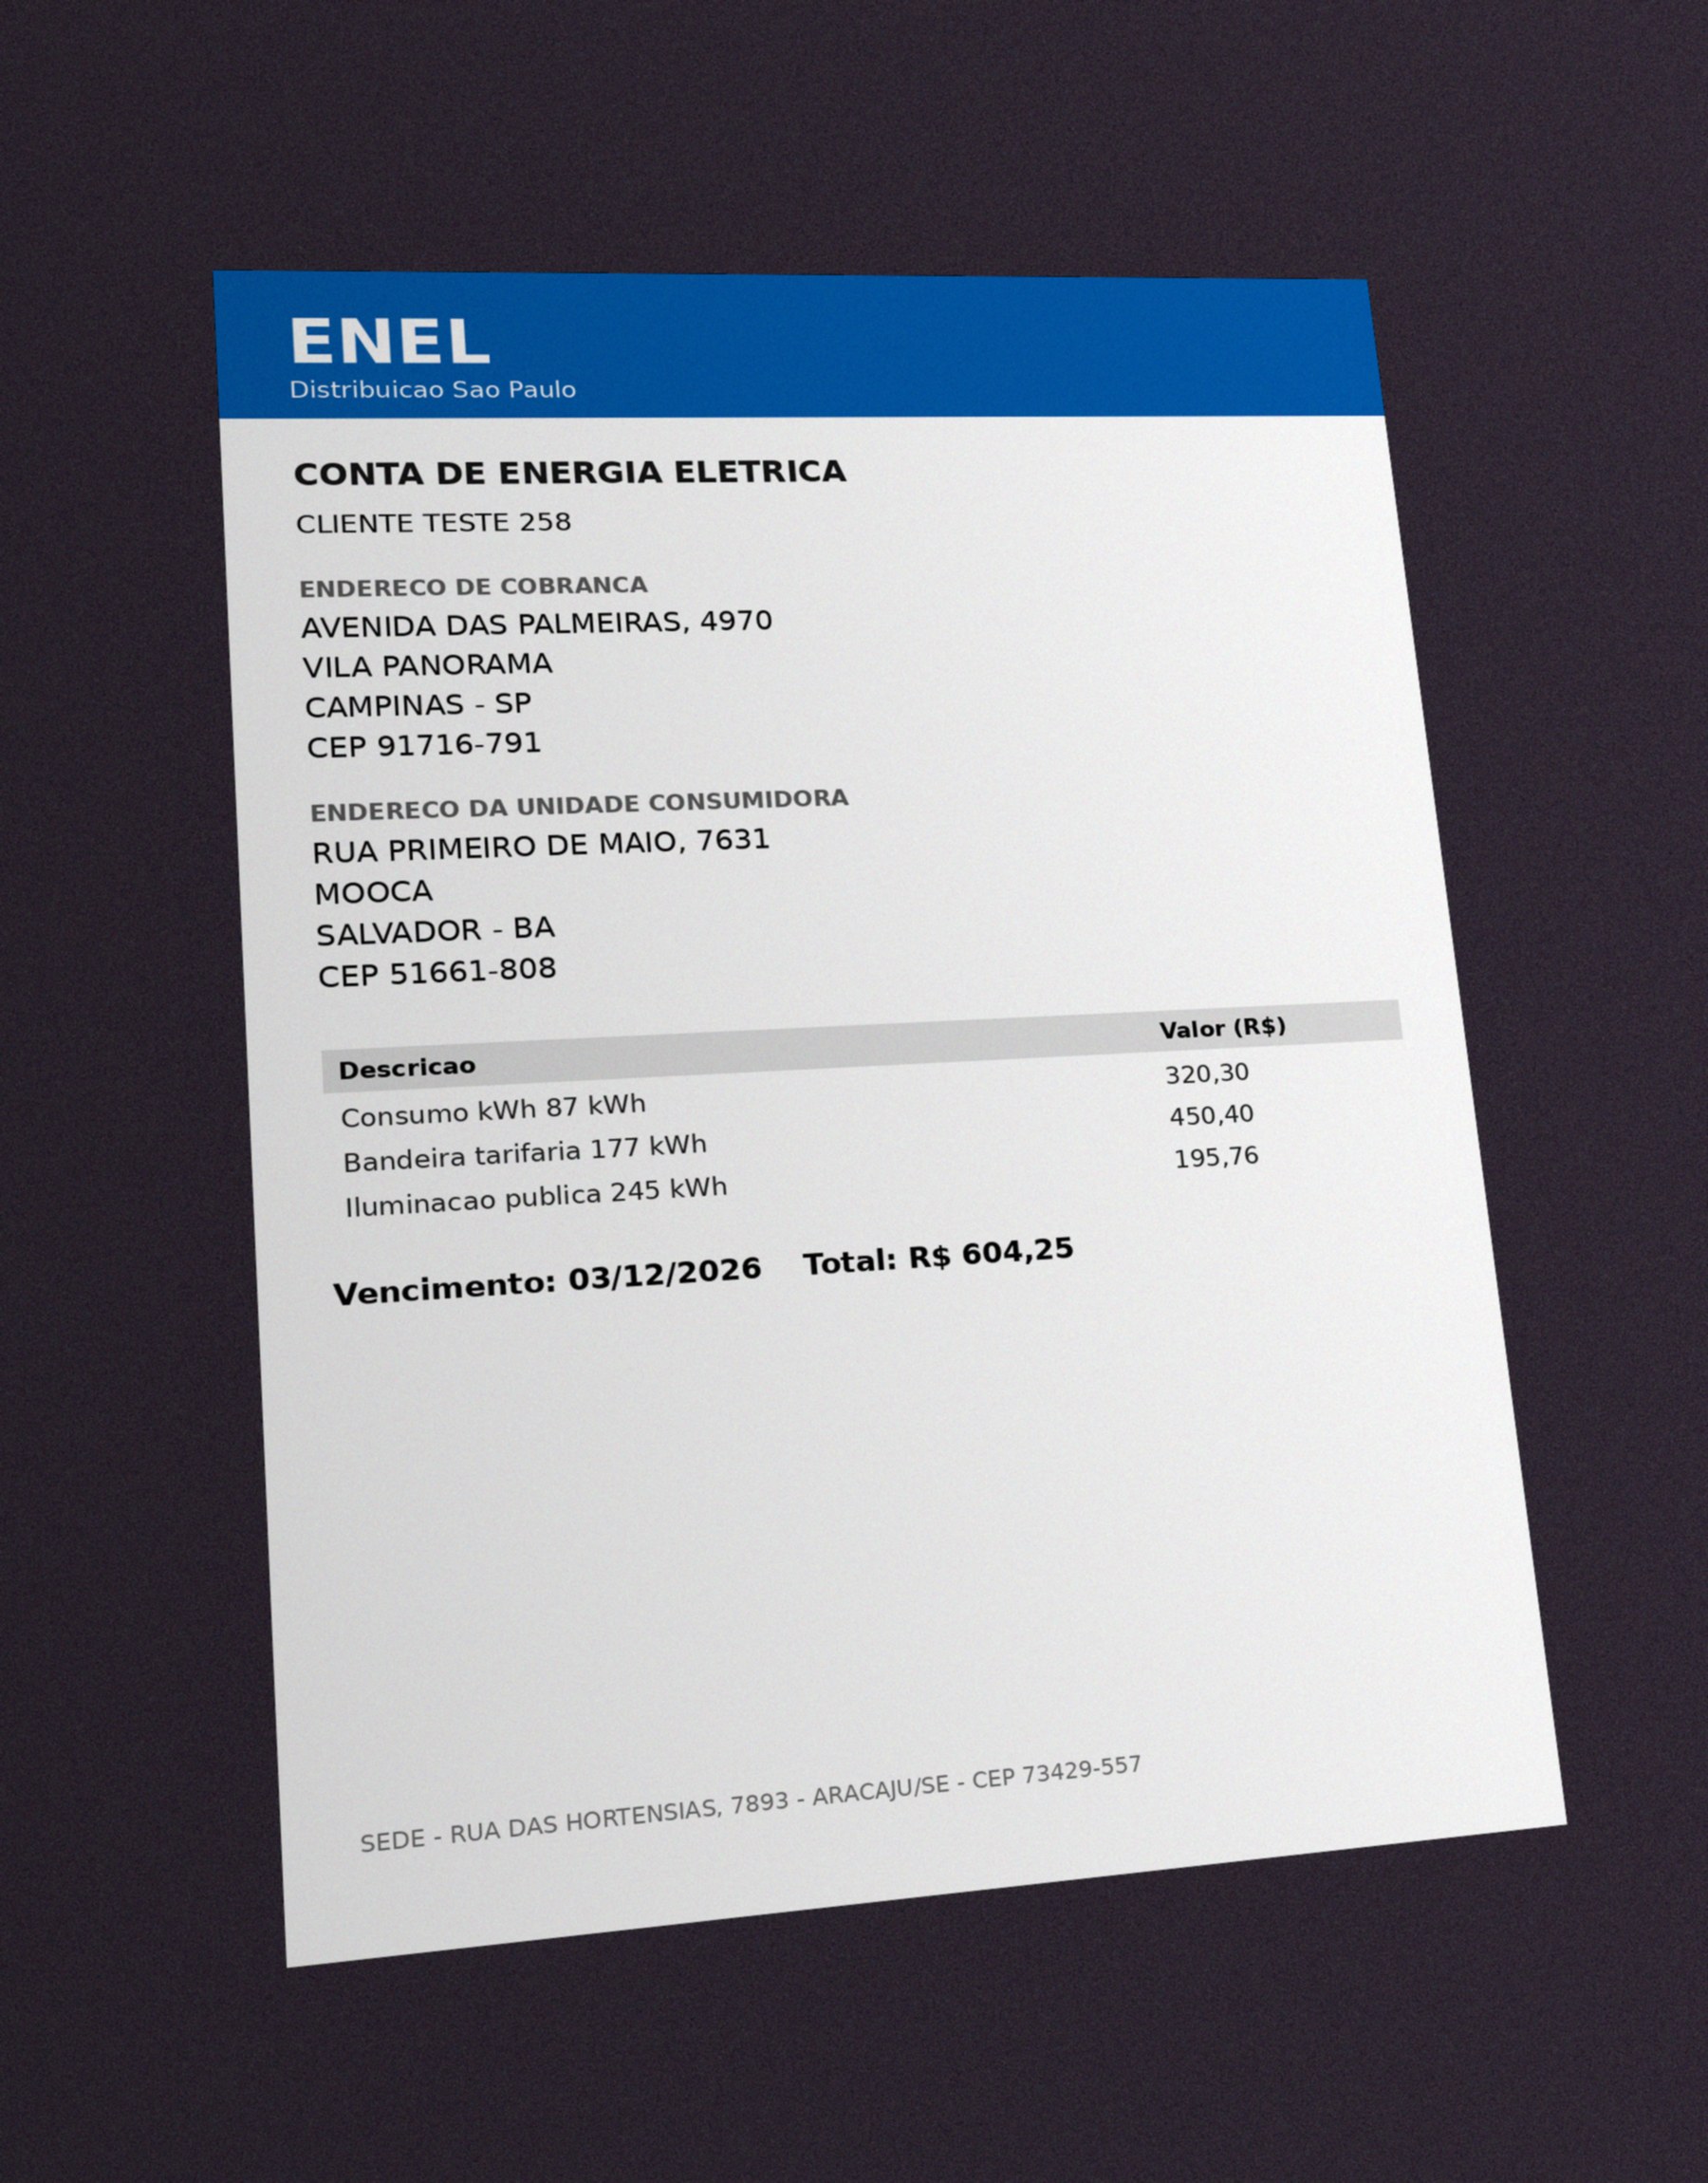 ENEL
Distribuicao Sao Paulo
CONTA DE ENERGIA ELETRICA
CLIENTE TESTE 258
ENDERECO DE COBRANCA
AVENIDA DAS PALMEIRAS, 4970
VILA PANORAMA
CAMPINAS - SP
CEP 91716-791
ENDERECO DA UNIDADE CONSUMIDORA
RUA PRIMEIRO DE MAIO, 7631
MOOCA
SALVADOR - BA
CEP 51661-808
Descricao Valor (R$)
Consumo kWh 87 kWh 320,30
Bandeira tarifaria 177 kWh 450,40
Iluminacao publica 245 kWh 195,76
Vencimento: 03/12/2026 Total: R$ 604,25
SEDE - RUA DAS HORTENSIAS, 7893 - ARACAJU/SE - CEP 73429-557